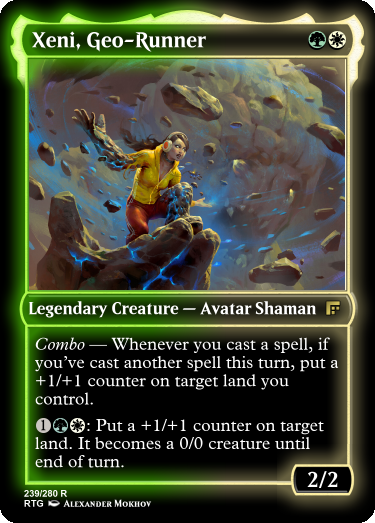 Xeni, Geo-Runner
Legendary Creature — Avatar Shaman
Combo — Whenever you cast a spell, if
you've cast another spell this turn, put a
+1/+1 counter on target land you
control.
1: Put a +1/+1 counter on target
land. It becomes a 0/0 creature until
end of turn.
2/2
239/280 R
RTG Alexander Mokhov